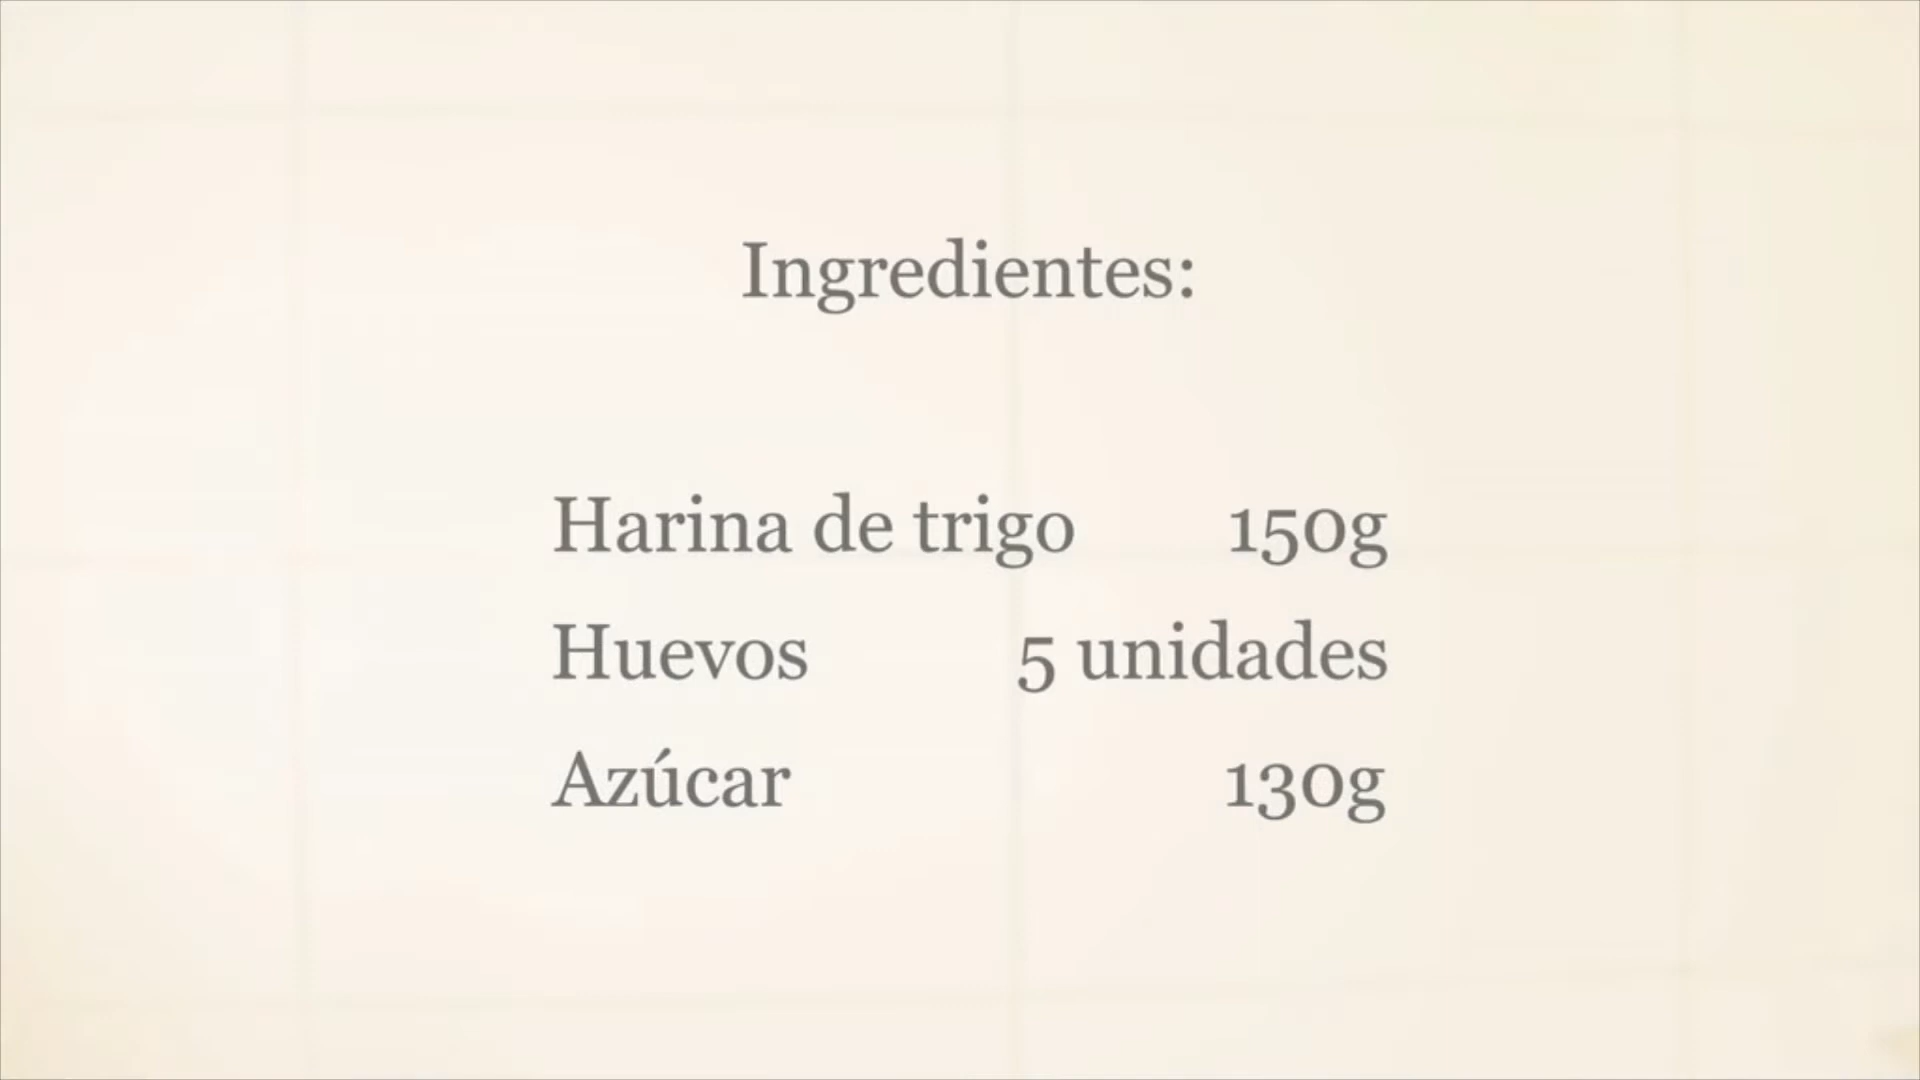 Ingredientes:
Harina de trigo 150g
Huevos 5 unidades
Azúcar 130g